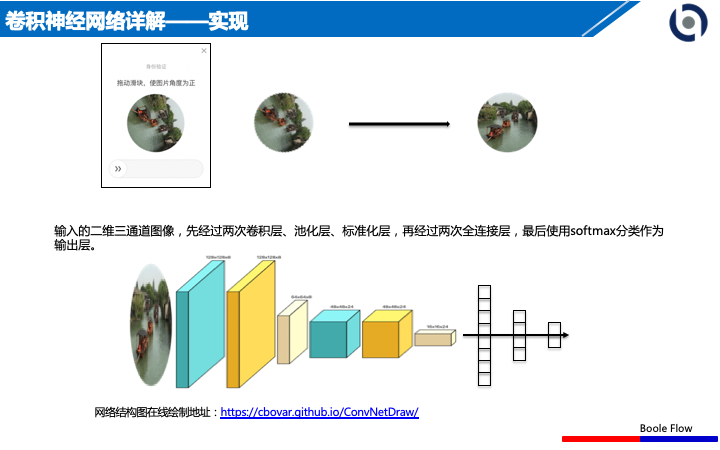 卷积神经网络详解——实现
身份验证
拖动滑块，使图片角度为正
输入的二维三通道图像，先经过两次卷积层、池化层、标准化层，再经过两次全连接层，最后使用softmax分类作为
输出层。
128x128x8
128x128x8
64x64x8
48x48x24
48x48x24
16x16x24
网络结构图在线绘制地址：https://cbovar.github.io/ConvNetDraw/
Boole Flow